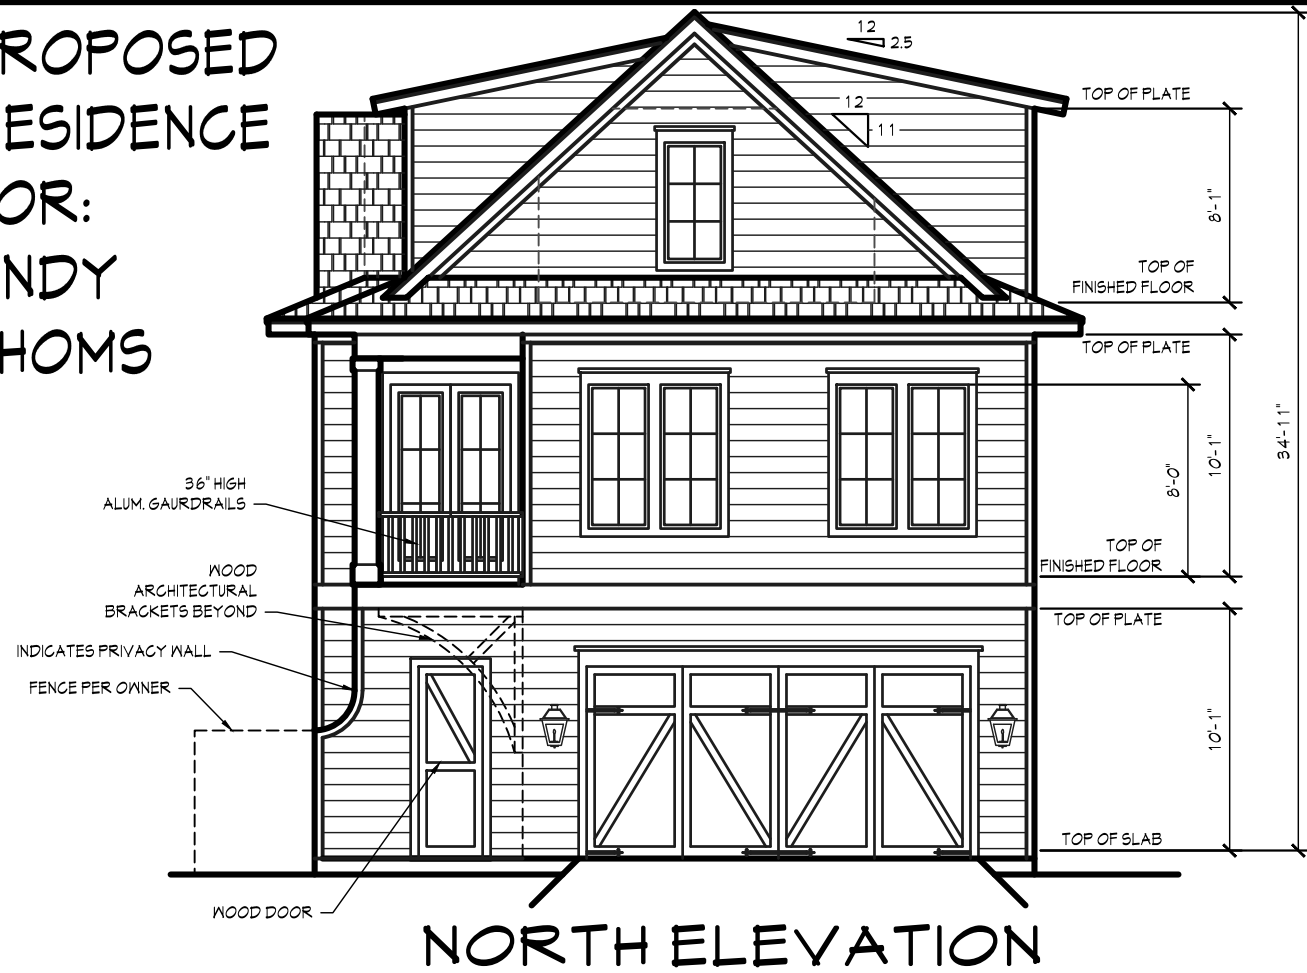 ROPOSED
ESIDENCE
OR:
NDY
HOMS
12
2.5
12
11
TOP OF PLATE
8'-1"
TOP OF
FINISHED FLOOR
TOP OF PLATE
34'-11"
10'-1"
8'-0"
36" HIGH
ALUM. GAURDRAILS
TOP OF
FINISHED FLOOR
WOOD
ARCHITECTURAL
BRACKETS BEYOND
TOP OF PLATE
INDICATES PRIVACY WALL
FENCE PER OWNER
10'-1"
TOP OF SLAB
WOOD DOOR
NORTH ELEVATION